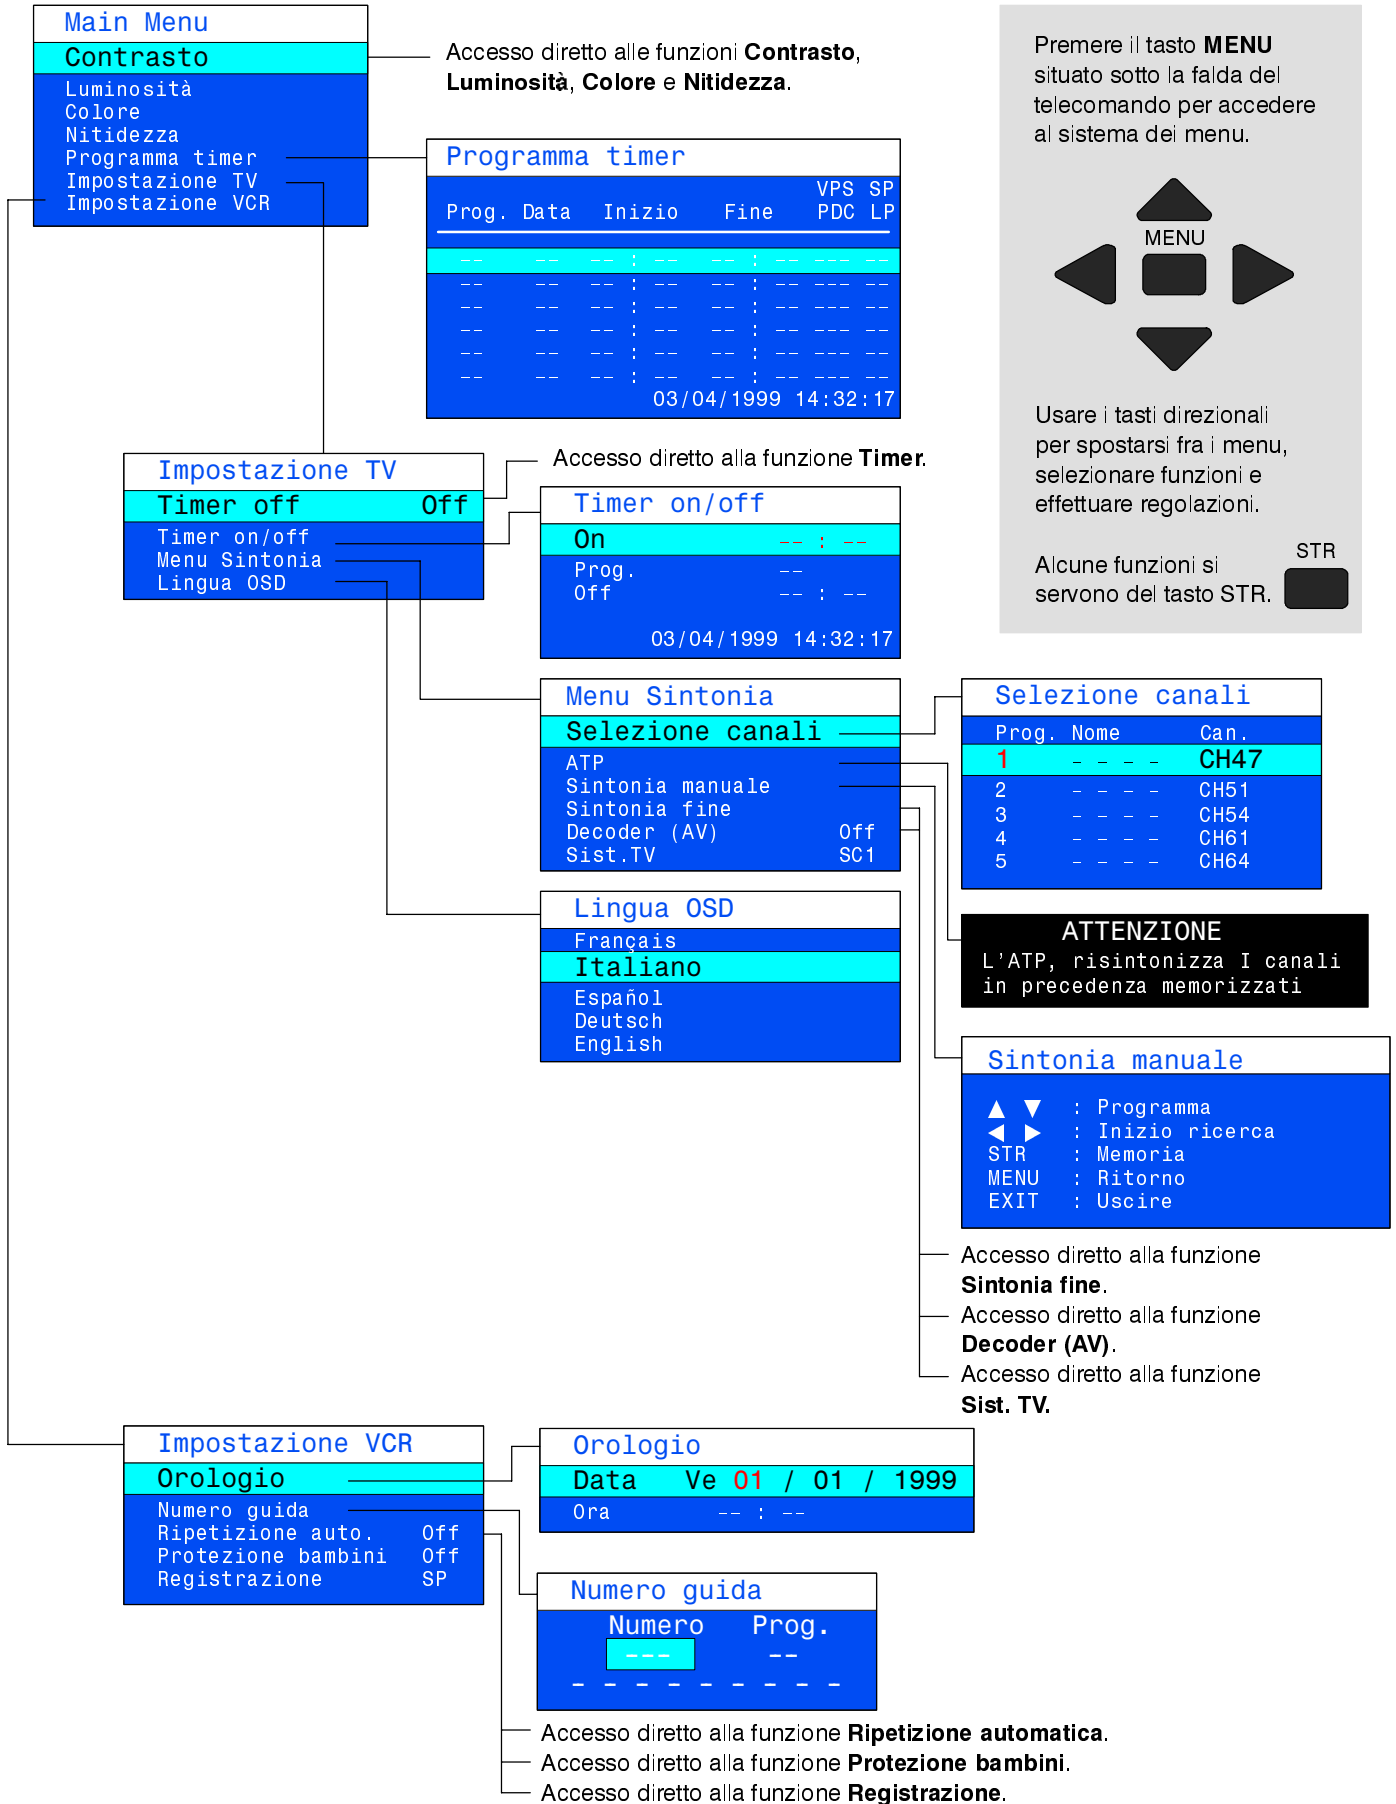 Main Menu
Contrasto
Luminosità
Colore
Nitidezza
Programma timer
Impostazione TV
Impostazione VCR
Accesso diretto alle funzioni Contrasto,
Luminosità, Colore e Nitidezza.
Premere il tasto MENU
situato sotto la falda del
telecomando per accedere
al sistema dei menu.
MENU
Usare i tasti direzionali
per spostarsi fra i menu,
selezionare funzioni e
effettuare regolazioni.
Alcune funzioni si
servono del tasto STR.
STR
Programma timer
VPS SP
Prog. Data Inizio Fine PDC LP
-- -- -- : -- -- : -- --- --
-- -- -- : -- -- : -- --- --
-- -- -- : -- -- : -- --- --
-- -- -- : -- -- : -- --- --
-- -- -- : -- -- : -- --- --
-- -- -- : -- -- : -- --- --
03/04/1999 14:32:17
Impostazione TV
Timer off Off
Timer on/off
Menu Sintonia
Lingua OSD
Accesso diretto alla funzione Timer.
Timer on/off
On -- : --
Prog. --
Off -- : --
03/04/1999 14:32:17
Menu Sintonia
Selezione canali
ATP
Sintonia manuale
Sintonia fine
Decoder (AV) Off
Sist.TV SC1
Selezione canali
Prog. Nome Can.
1 - - - - CH47
2 - - - - CH51
3 - - - - CH54
4 - - - - CH61
5 - - - - CH64
Lingua OSD
Français
Italiano
Español
Deutsch
English
ATTENZIONE
L'ATP, risintonizza I canali
in precedenza memorizzati
Sintonia manuale
▲ ▼ : Programma
◀ ▶ : Inizio ricerca
STR : Memoria
MENU : Ritorno
EXIT : Uscire
Accesso diretto alla funzione
Sintonia fine.
Accesso diretto alla funzione
Decoder (AV).
Accesso diretto alla funzione
Sist. TV.
Impostazione VCR
Orologio
Numero guida
Ripetizione auto. Off
Protezione bambini Off
Registrazione SP
Orologio
Data Ve 01 / 01 / 1999
Ora -- : --
Numero guida
Numero Prog.
--- --
- - - - - - - - -
Accesso diretto alla funzione Ripetizione automatica.
Accesso diretto alla funzione Protezione bambini.
Accesso diretto alla funzione Registrazione.